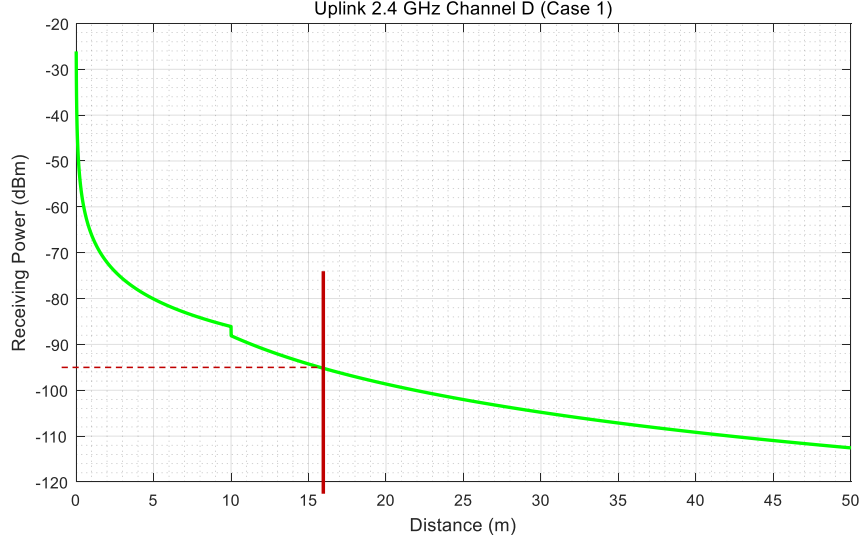 Uplink 2.4 GHz Channel D (Case 1)
-20
-30
-40
-50
-60
-70
-80
-90
-100
-110
-120
Receiving Power (dBm)
0 5 10 15 20 25 30 35 40 45 50
Distance (m)